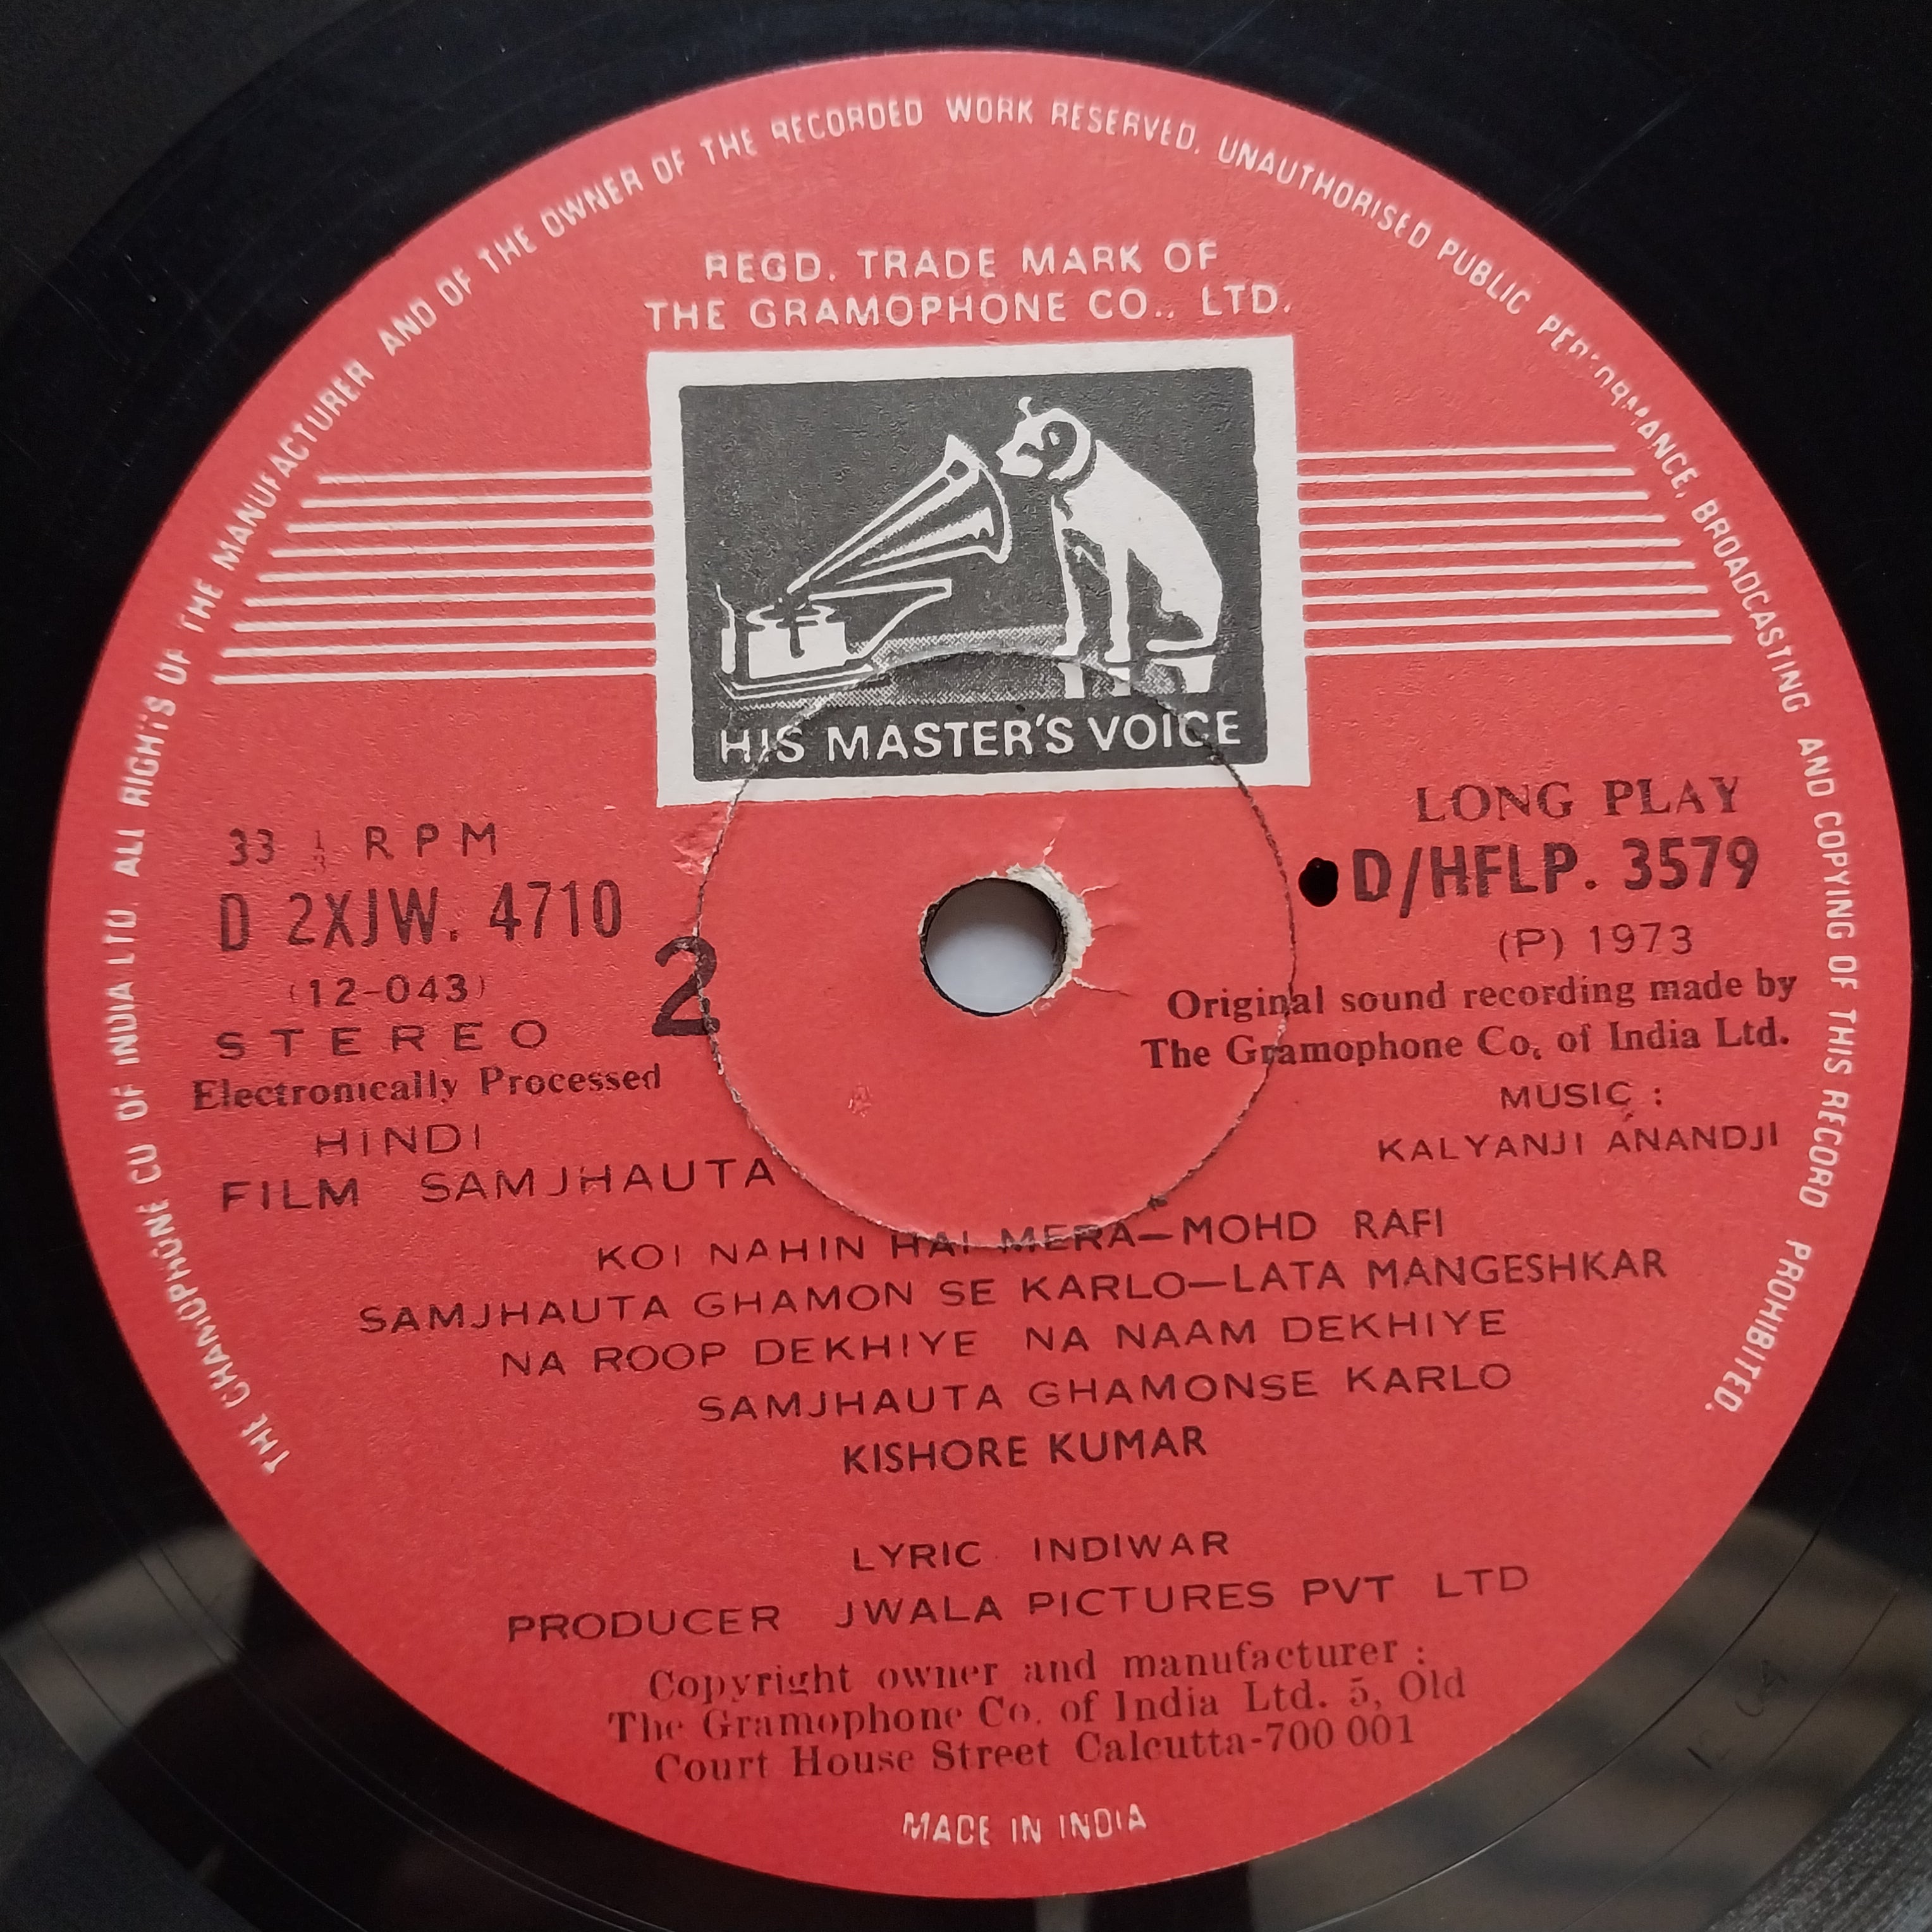 THE GRAMOPHONE CO OF INDIA LTD. ALL RIGHTS OF THE MANUFACTURER AND OF THE OWNER OF THE RECORDED WORK RESERVED. UNAUTHORISED PUBLIC PERFORMANCE, BROADCASTING AND COPYING OF THIS RECORD PROHIBITED.
REGD. TRADE MARK OF
THE GRAMOPHONE CO., LTD.
HIS MASTER'S VOICE
33 1/3 RPM
D 2XJW. 4710
2
(12-043)
STEREO
Electronically Processed
HINDI
FILM SAMJHAUTA
LONG PLAY
D/HFLP. 3579
(P) 1973
Original sound recording made by
The Gramophone Co. of India Ltd.
MUSIC :
KALYANJI ANANDJI
KOI NAHIN HAI MERA—MOHD RAFI
SAMJHAUTA GHAMON SE KARLO—LATA MANGESHKAR
NA ROOP DEKHIYE NA NAAM DEKHIYE
SAMJHAUTA GHAMONSE KARLO
KISHORE KUMAR
LYRIC INDIWAR
PRODUCER JWALA PICTURES PVT LTD
Copyright owner and manufacturer :
The Gramophone Co. of India Ltd. 5, Old
Court House Street Calcutta-700 001
MADE IN INDIA